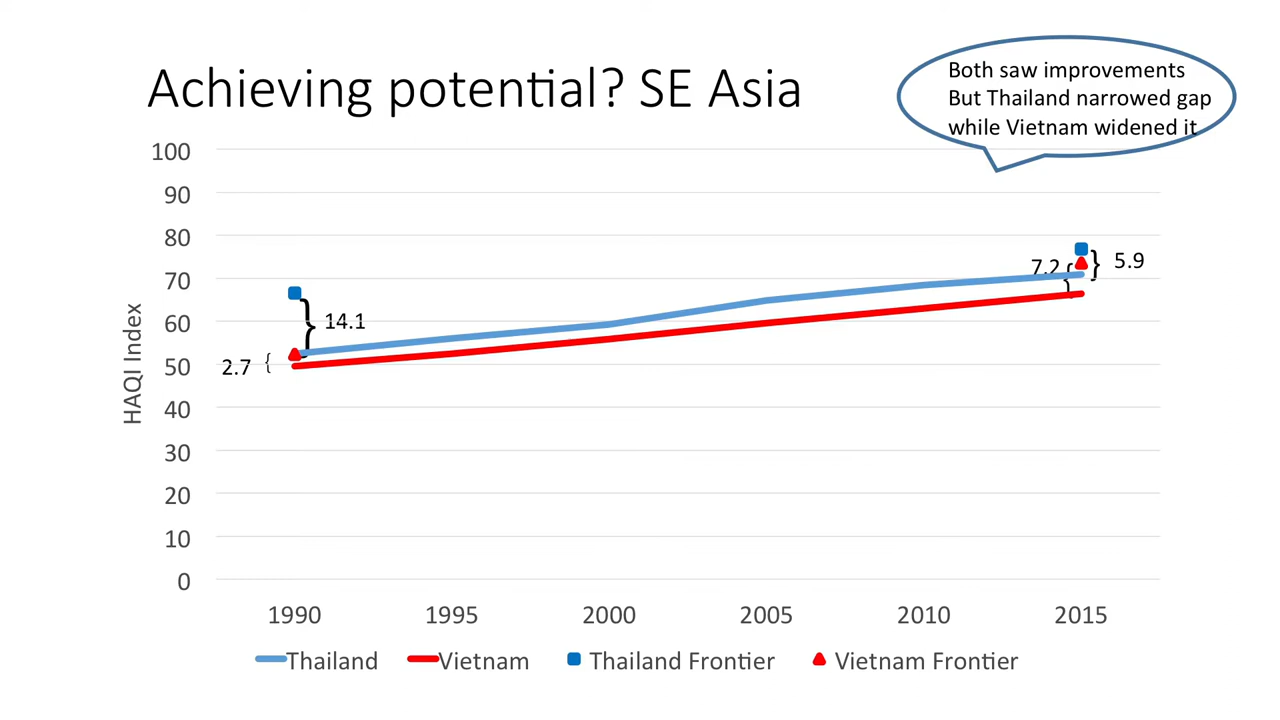 Achieving potential? SE Asia
Both saw improvements
But Thailand narrowed gap
while Vietnam widened it
100
90
80
70
60
50
40
30
20
10
0
HAQI Index
14.1
2.7
7.2
5.9
1990 1995 2000 2005 2010 2015
Thailand Vietnam Thailand Frontier Vietnam Frontier